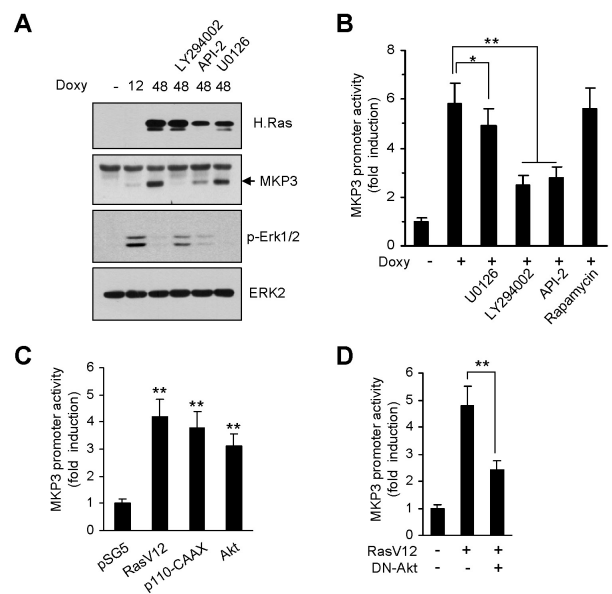 A
LY294002
API-2
U0126
Doxy - 12 48 48 48 48
H.Ras
MKP3
p-Erk1/2
ERK2
B
MKP3 promoter activity
(fold induction)
8
6
4
2
0
**
*
Doxy - + + + + +
U0126
LY294002
API-2
Rapamycin
C
MKP3 promoter activity
(fold induction)
6
5
4
3
2
1
0
** ** **
pSG5
RasV12
p110-CAAX
Akt
D
MKP3 promoter activity
(fold induction)
6
5
4
3
2
1
0
**
RasV12 - + +
DN-Akt - - +